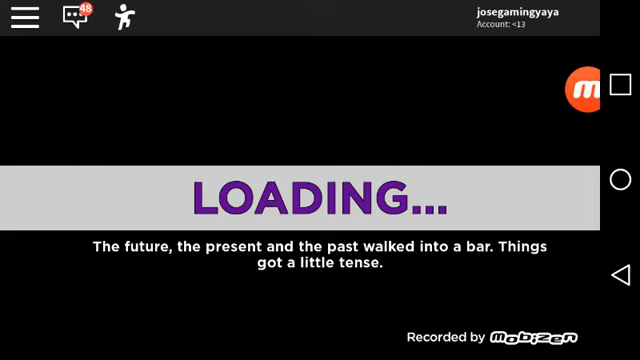 48
josegamingyaya
Account: <13
m
LOADING...
The future, the present and the past walked into a bar. Things
got a little tense.
Recorded by mobizen